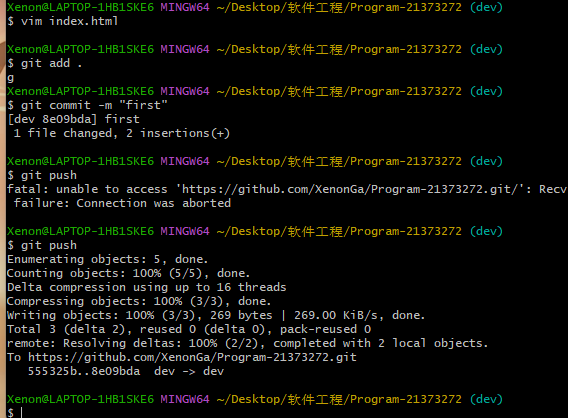 Xenon@LAPTOP-1HB1SKE6 MINGW64 ~/Desktop/软件工程/Program-21373272 (dev)
$ vim index.html
Xenon@LAPTOP-1HB1SKE6 MINGW64 ~/Desktop/软件工程/Program-21373272 (dev)
$ git add .
g
Xenon@LAPTOP-1HB1SKE6 MINGW64 ~/Desktop/软件工程/Program-21373272 (dev)
$ git commit -m "first"
[dev 8e09bda] first
 1 file changed, 2 insertions(+)
Xenon@LAPTOP-1HB1SKE6 MINGW64 ~/Desktop/软件工程/Program-21373272 (dev)
$ git push
fatal: unable to access 'https://github.com/XenonGa/Program-21373272.git/': Recv
 failure: Connection was aborted
Xenon@LAPTOP-1HB1SKE6 MINGW64 ~/Desktop/软件工程/Program-21373272 (dev)
$ git push
Enumerating objects: 5, done.
Counting objects: 100% (5/5), done.
Delta compression using up to 16 threads
Compressing objects: 100% (3/3), done.
Writing objects: 100% (3/3), 269 bytes | 269.00 KiB/s, done.
Total 3 (delta 2), reused 0 (delta 0), pack-reused 0
remote: Resolving deltas: 100% (2/2), completed with 2 local objects.
To https://github.com/XenonGa/Program-21373272.git
   555325b..8e09bda  dev -> dev
Xenon@LAPTOP-1HB1SKE6 MINGW64 ~/Desktop/软件工程/Program-21373272 (dev)
$